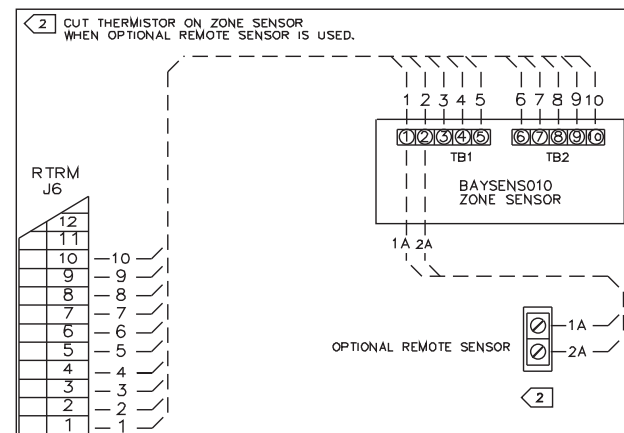 2 CUT THERMISTOR ON ZONE SENSOR
WHEN OPTIONAL REMOTE SENSOR IS USED.
1 2 3 4 5 6 7 8 9 10
1 2 3 4 5 6 7 8 9 10
TB1 TB2
BAYSENS010
ZONE SENSOR
RTRM
J6
1A 2A
12
11
10 10
9 9
8 8
7 7
6 6
5 5
4 4
3 3
2 2
1 1
1A
OPTIONAL REMOTE SENSOR
2A
2